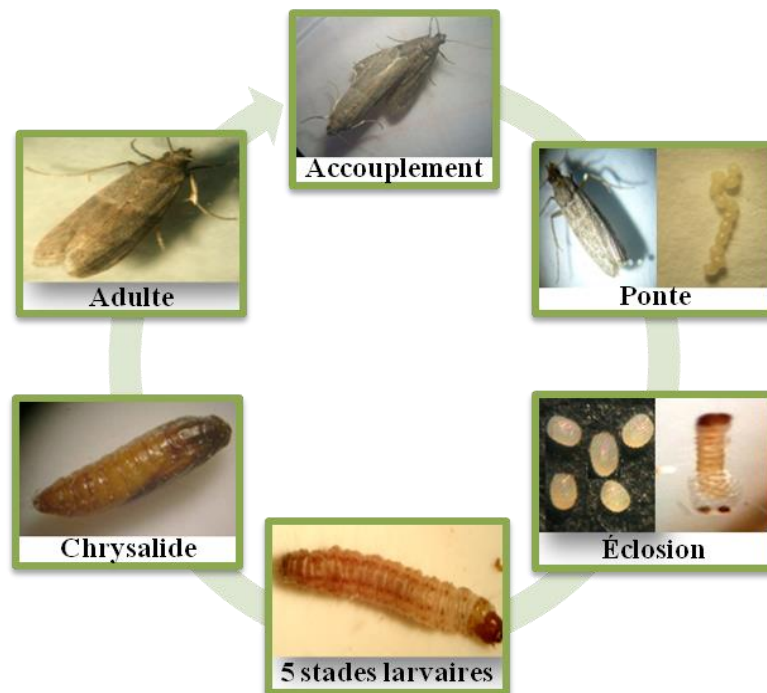 Accouplement
Ponte
Éclosion
5 stades larvaires
Chrysalide
Adulte